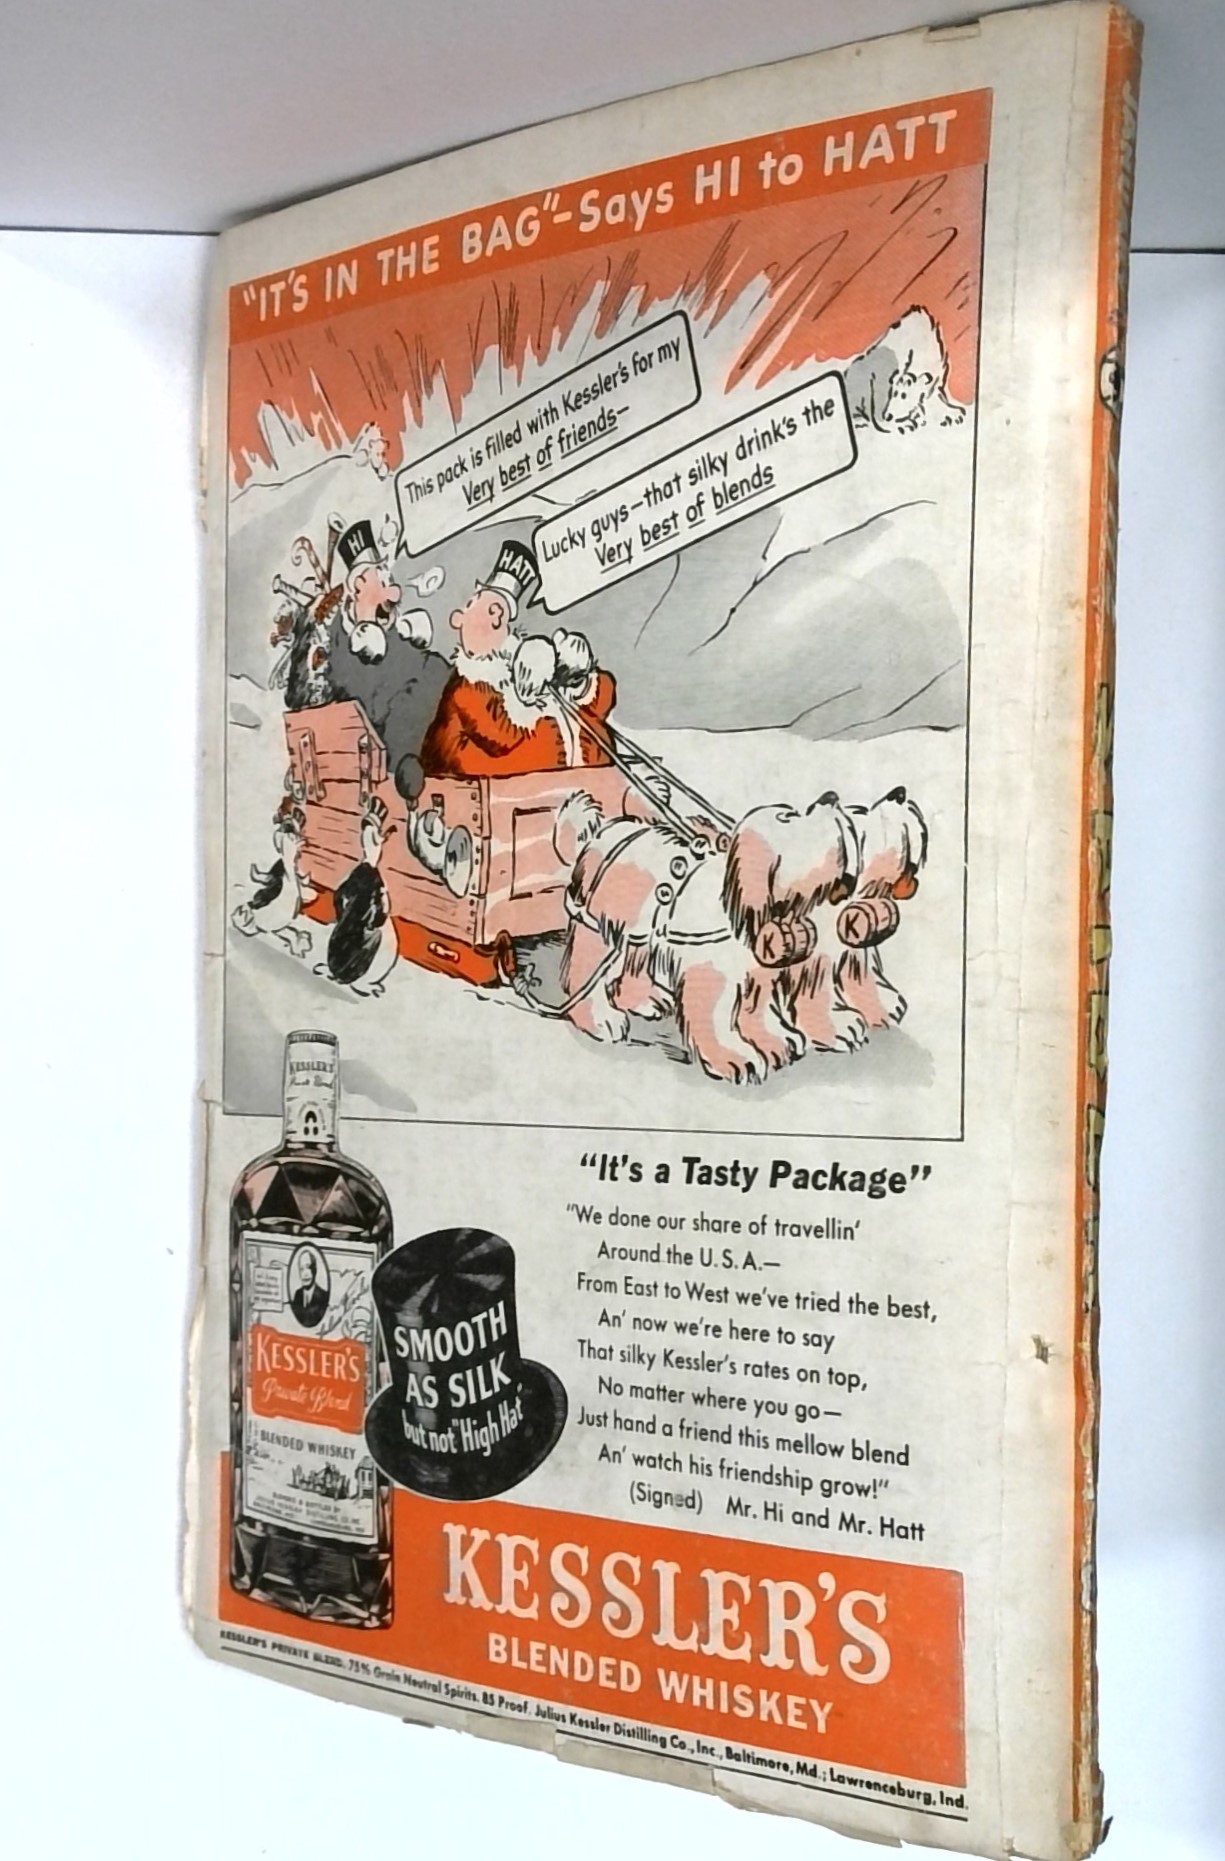 "IT'S IN THE BAG"-Says HI to HATT
This pack is filled with Kessler's for my
Very best of friends—
Lucky guys—that silky drink's the
Very best of blends
HI
HATT
K
K
KESSLER'S
Private Blend
"It's a Tasty Package"
"We done our share of travellin'
Around the U. S. A.—
From East to West we've tried the best,
An' now we're here to say
That silky Kessler's rates on top,
No matter where you go—
Just hand a friend this mellow blend
An' watch his friendship grow!"
(Signed) Mr. Hi and Mr. Hatt
SMOOTH
AS SILK
but not "High Hat"
KESSLER'S
Private Blend
BLENDED WHISKEY
BLENDED & BOTTLED BY
KESSLER'S
BLENDED WHISKEY
KESSLER'S PRIVATE BLEND. 75% Grain Neutral Spirits. 85 Proof. Julius Kessler Distilling Co., Inc., Baltimore, Md.; Lawrenceburg, Ind.